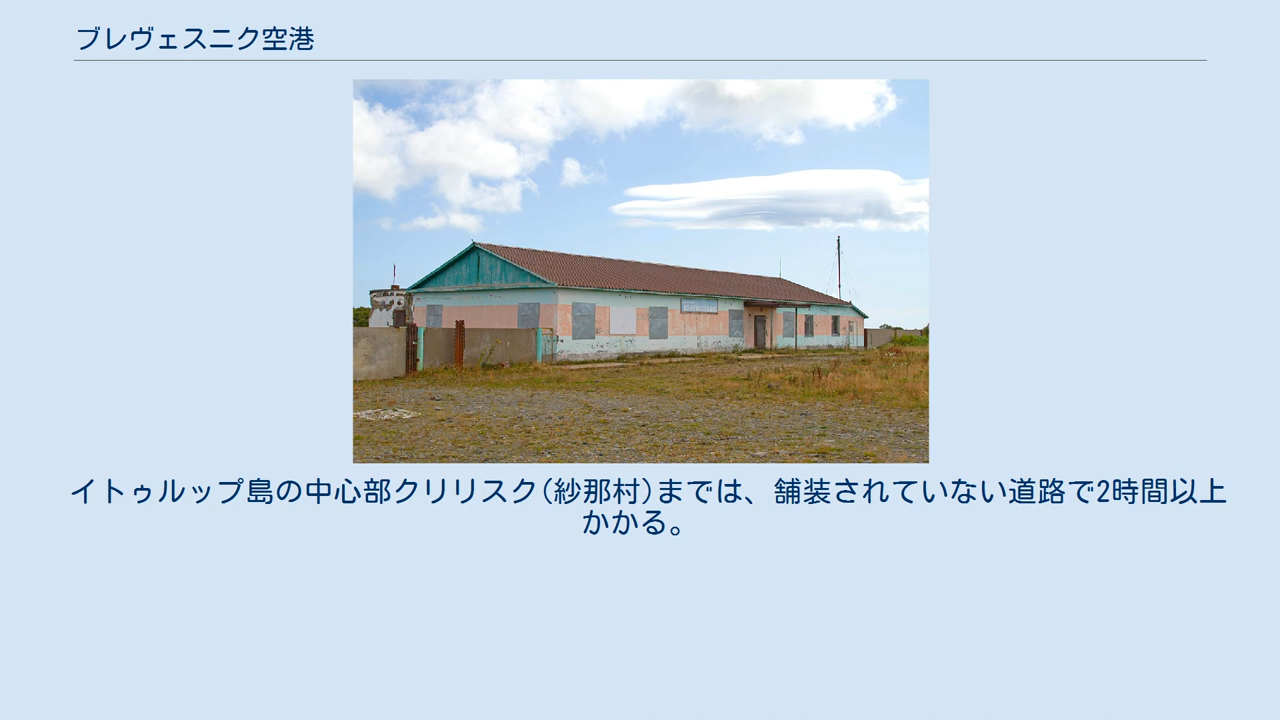 ブレヴェスニク空港
イトゥルップ島の中心部クリリスク(紗那村)までは、舗装されていない道路で2時間以上
かかる。